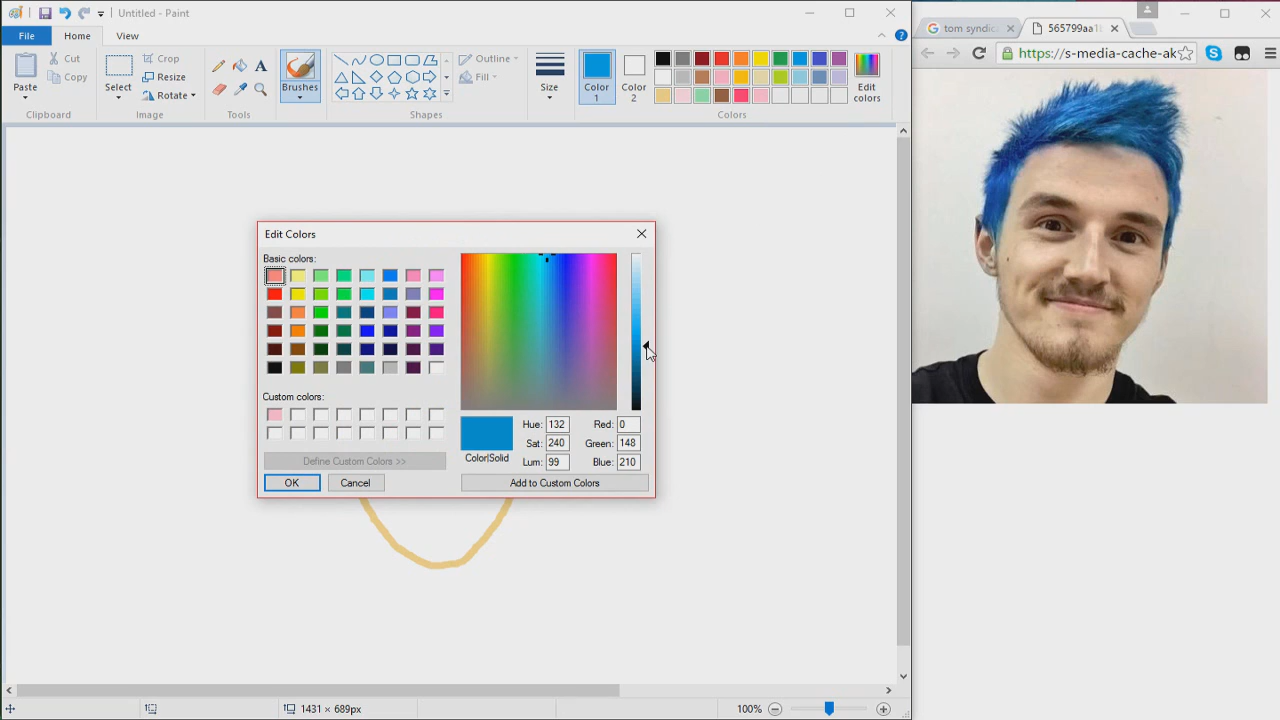 Untitled - Paint
File
Home
View
Paste
Cut
Copy
Clipboard
Select
Crop
Resize
Rotate
Image
A
Tools
Brushes
Shapes
Outline
Fill
Size
Color
1
Color
2
Edit
colors
Colors
tom syndica
565799aa1b
https://s-media-cache-ak
Edit Colors
Basic colors:
Custom colors:
Define Custom Colors >>
OK
Cancel
Color|Solid
Hue: 132
Sat: 240
Lum: 99
Red: 0
Green: 148
Blue: 210
Add to Custom Colors
1431 × 689px
100%